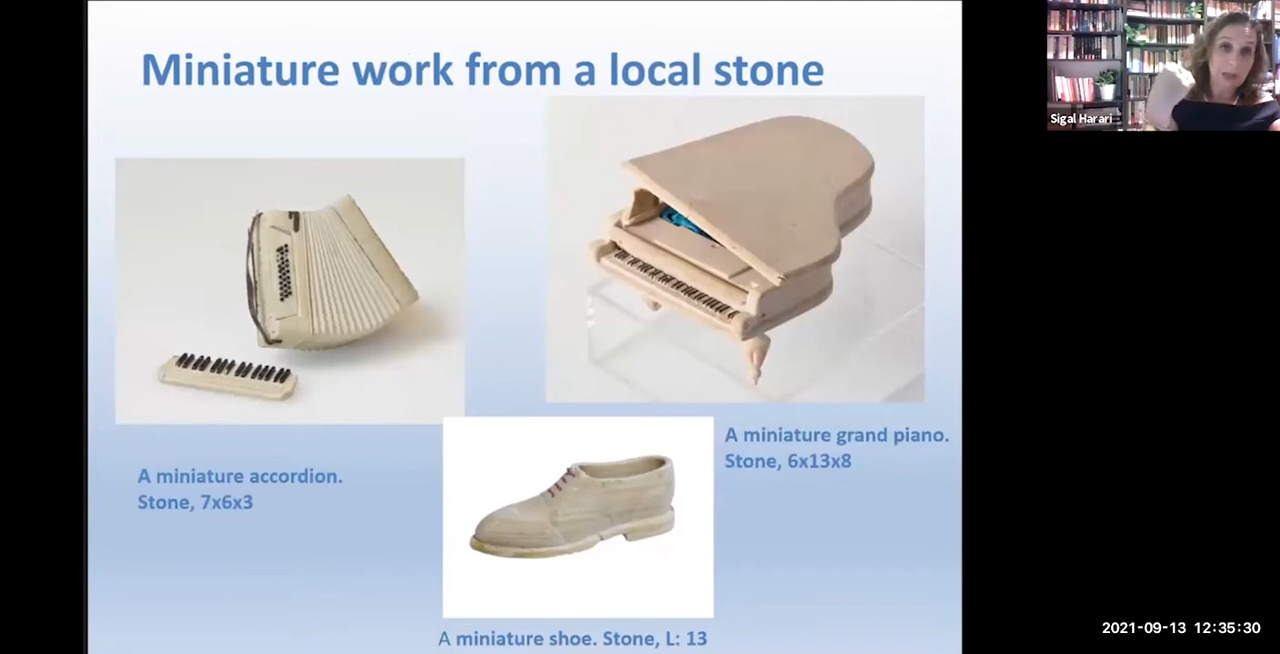 Miniature work from a local stone
Sigal Harari
A miniature accordion.
Stone, 7x6x3
A miniature grand piano.
Stone, 6x13x8
A miniature shoe. Stone, L: 13
2021-09-13 12:35:30